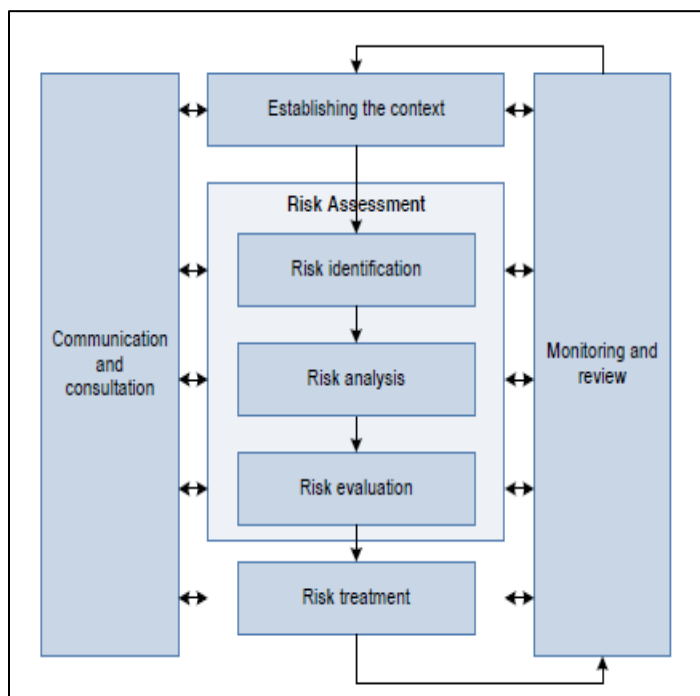 Establishing the context
Risk Assessment
Risk identification
Communication
and
consultation
Risk analysis
Monitoring and
review
Risk evaluation
Risk treatment